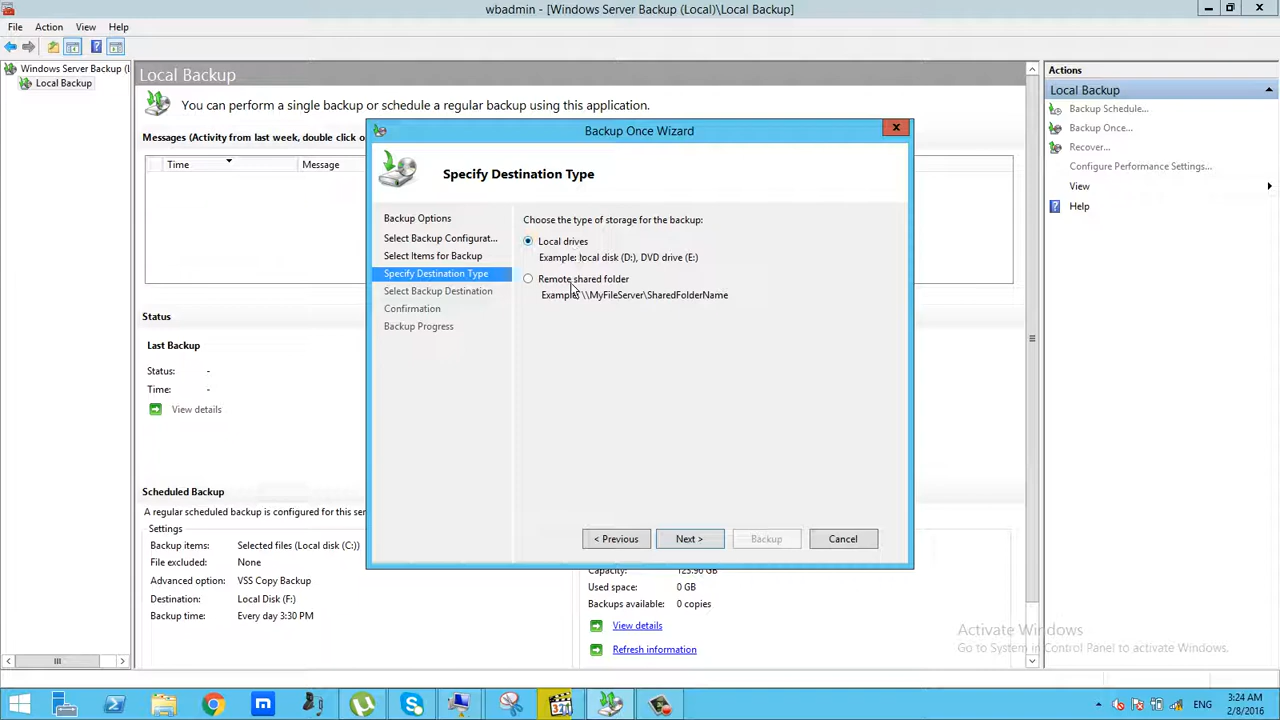 wbadmin - [Windows Server Backup (Local)\Local Backup]
File Action View Help
Windows Server Backup (L
Local Backup
Local Backup
You can perform a single backup or schedule a regular backup using this application.
Messages (Activity from last week, double click o
Time Message
Status
Last Backup
Status: -
Time: -
View details
Scheduled Backup
A regular scheduled backup is configured for this ser
Settings
Backup items: Selected files (Local disk (C:))
File excluded: None
Advanced option: VSS Copy Backup
Destination: Local Disk (F:)
Backup time: Every day 3:30 PM
Capacity: 123.90 GB
Used space: 0 GB
Backups available: 0 copies
View details
Refresh information
Backup Once Wizard
Specify Destination Type
Backup Options
Select Backup Configurat...
Select Items for Backup
Specify Destination Type
Select Backup Destination
Confirmation
Backup Progress
Choose the type of storage for the backup:
Local drives
Example: local disk (D:), DVD drive (E:)
Remote shared folder
Example: \\MyFileServer\SharedFolderName
< Previous Next > Backup Cancel
Actions
Local Backup
Backup Schedule...
Backup Once...
Recover...
Configure Performance Settings...
View
Help
Activate Windows
Go to System in Control Panel to activate Windows.
ENG
3:24 AM
2/8/2016